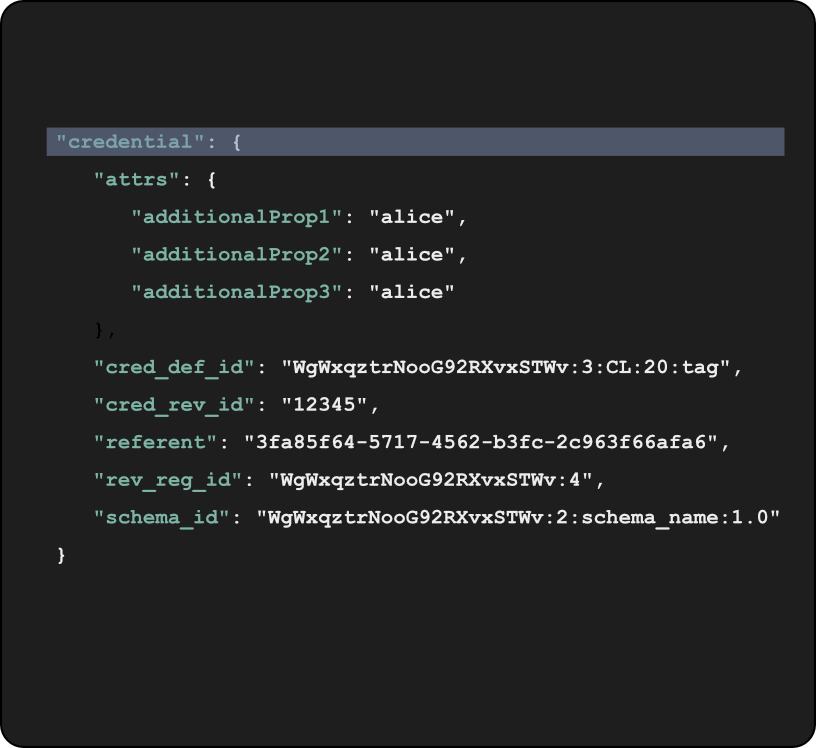 "credential": {
"attrs": {
"additionalProp1": "alice",
"additionalProp2": "alice",
"additionalProp3": "alice"
},
"cred_def_id": "WgWxqztrNooG92RXvxSTWv:3:CL:20:tag",
"cred_rev_id": "12345",
"referent": "3fa85f64-5717-4562-b3fc-2c963f66afa6",
"rev_reg_id": "WgWxqztrNooG92RXvxSTWv:4",
"schema_id": "WgWxqztrNooG92RXvxSTWv:2:schema_name:1.0"
}